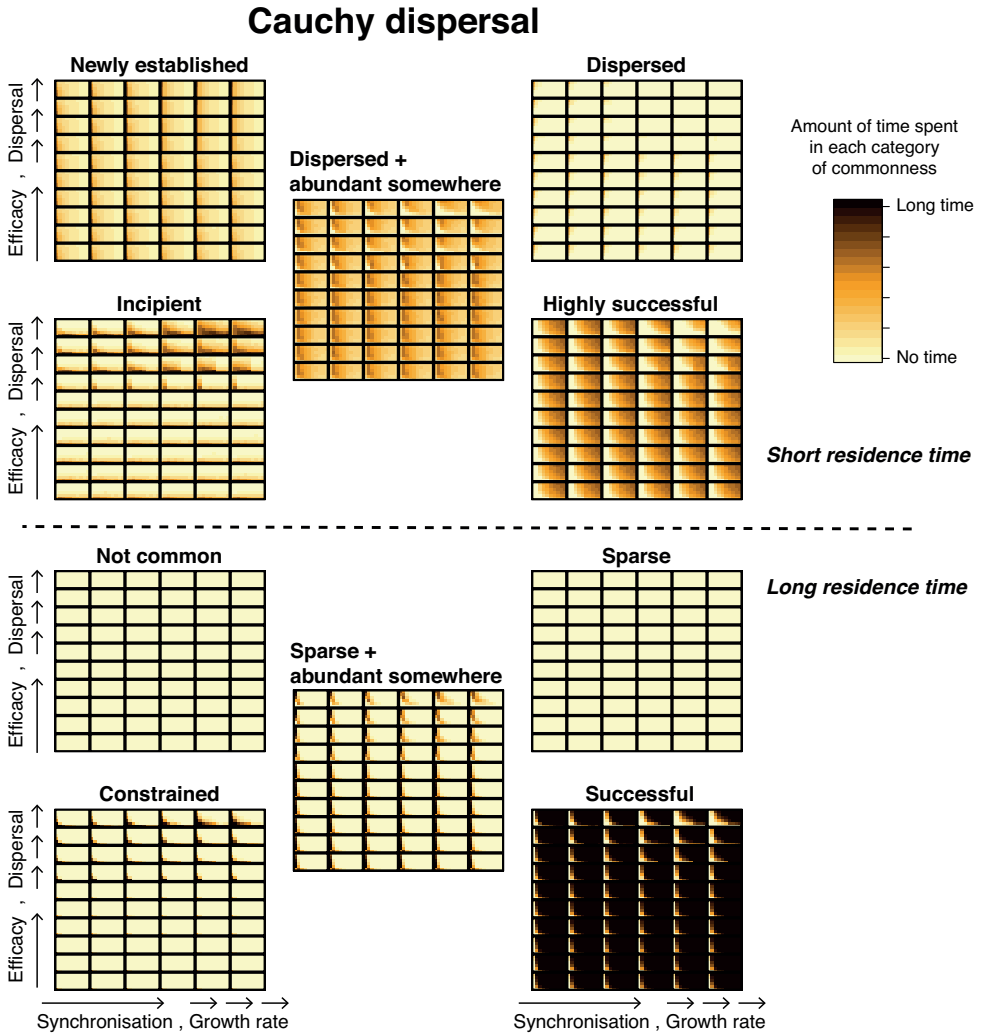 Cauchy dispersal
Newly established
Dispersed
Efficacy , Dispersal
Dispersed +
abundant somewhere
Amount of time spent
in each category
of commonness
Long time
No time
Incipient
Highly successful
Efficacy , Dispersal
Short residence time
Not common
Sparse
Long residence time
Efficacy , Dispersal
Sparse +
abundant somewhere
Constrained
Successful
Efficacy , Dispersal
Synchronisation , Growth rate
Synchronisation , Growth rate